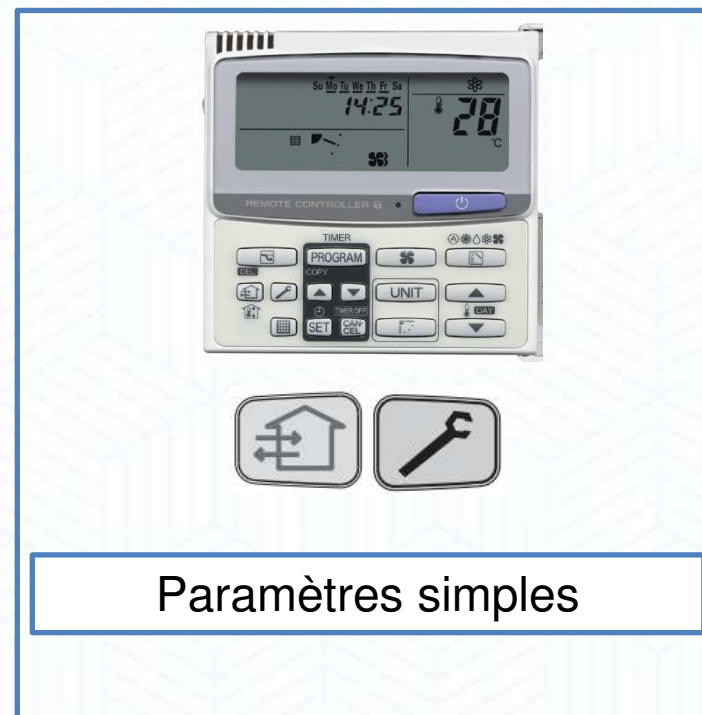 Su Mo Tu We Th Fr Sa
14:25
28
°C
REMOTE CONTROLLER
TIMER
PROGRAM
DEL
COPY
UNIT
TIMER OFF
DAY
SET
CAN-
CEL
Paramètres simples